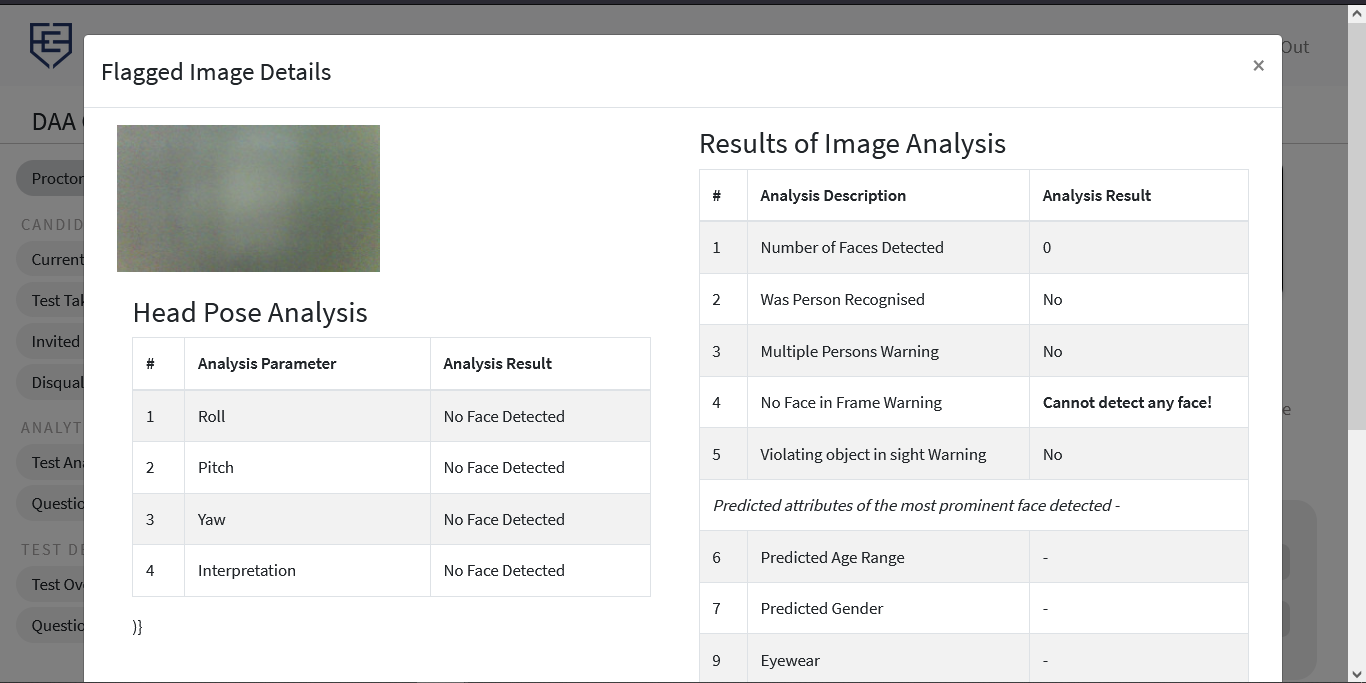 Out
Flagged Image Details
×
DAA
Proctor
CANDID
Current
Test Tak
Invited
Disqual
ANALYT
Test Ana
Questio
TEST DE
Test Ov
Questio
Head Pose Analysis
# Analysis Parameter Analysis Result
1 Roll No Face Detected
2 Pitch No Face Detected
3 Yaw No Face Detected
4 Interpretation No Face Detected
)}
Results of Image Analysis
# Analysis Description Analysis Result
1 Number of Faces Detected 0
2 Was Person Recognised No
3 Multiple Persons Warning No
4 No Face in Frame Warning Cannot detect any face!
5 Violating object in sight Warning No
Predicted attributes of the most prominent face detected -
6 Predicted Age Range -
7 Predicted Gender -
9 Eyewear -
e